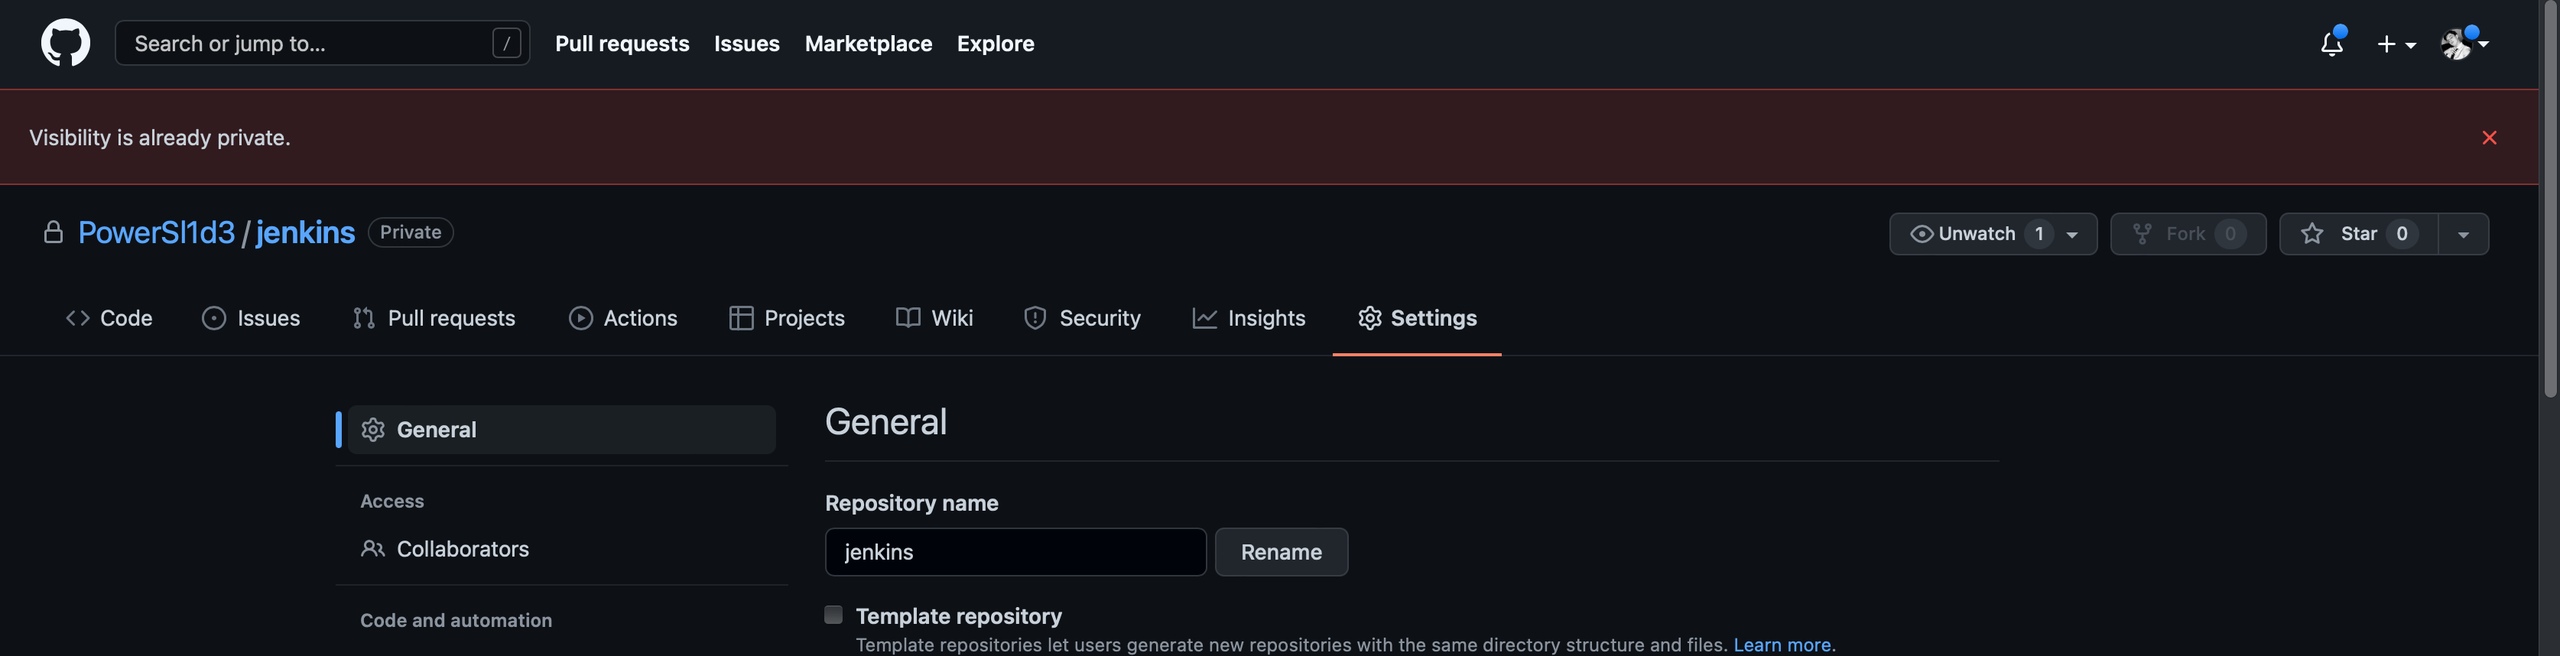 Search or jump to... / Pull requests Issues Marketplace Explore
Visibility is already private.
PowerSl1d3 / jenkins Private Unwatch 1 Fork 0 Star 0
Code Issues Pull requests Actions Projects Wiki Security Insights Settings
General
Access
Collaborators
Code and automation
General
Repository name
jenkins Rename
Template repository
Template repositories let users generate new repositories with the same directory structure and files. Learn more.